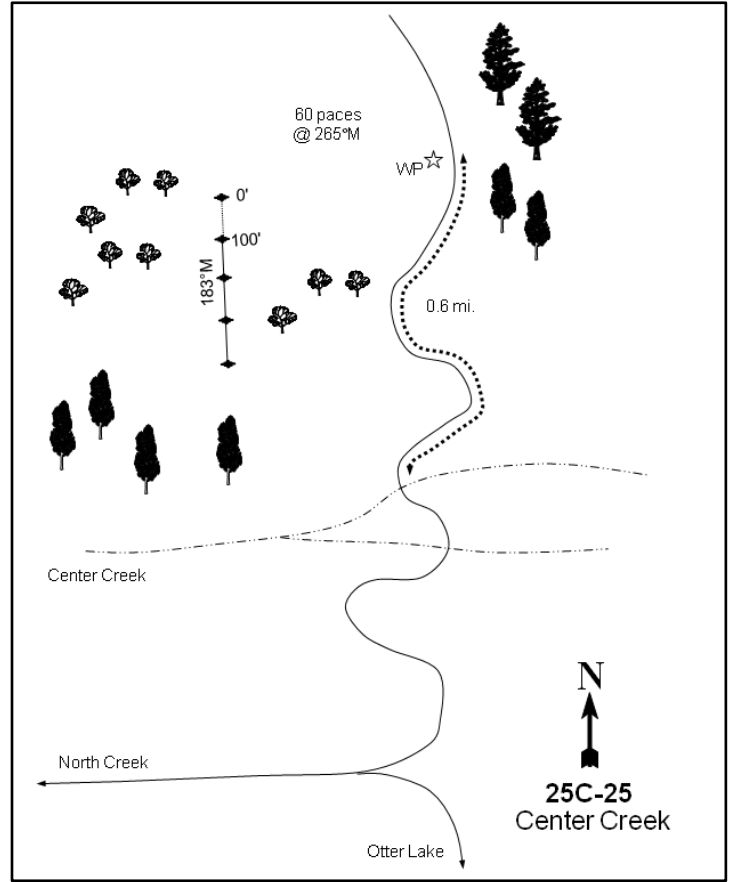 60 paces
@ 265°M
WP
0'
100'
183°M
0.6 mi.
Center Creek
N
North Creek
25C-25
Center Creek
Otter Lake